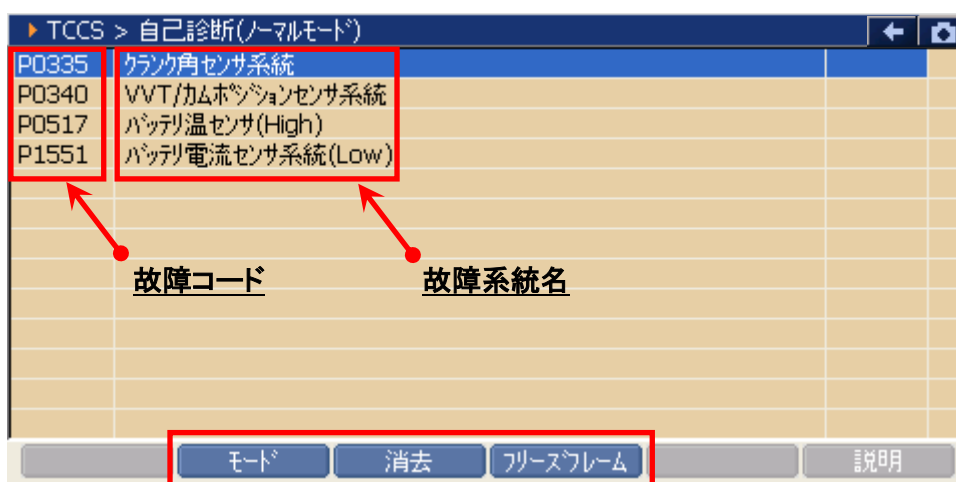 TCCS > 自己診断(ﾉｰﾏﾙﾓｰﾄﾞ)
P0335 ｸﾗﾝｸ角ｾﾝｻ系統
P0340 VVT/ｶﾑﾎﾟｼﾞｼｮﾝｾﾝｻ系統
P0517 ﾊﾞｯﾃﾘ温ｾﾝｻ(High)
P1551 ﾊﾞｯﾃﾘ電流ｾﾝｻ系統(Low)
故障コード 故障系統名
ﾓｰﾄﾞ 消去 ﾌﾘｰｽﾞﾌﾚｰﾑ 説明